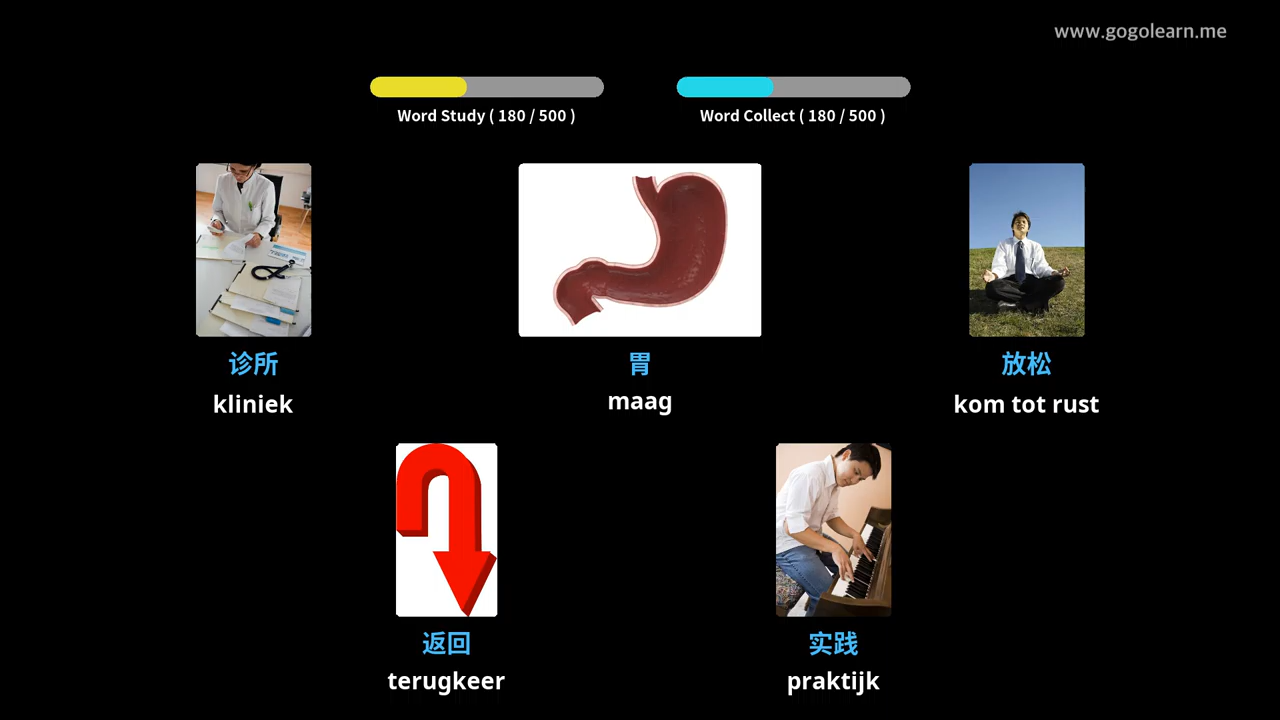 www.gogolearn.me
Word Study ( 180 / 500 )
Word Collect ( 180 / 500 )
诊所
kliniek
胃
maag
放松
kom tot rust
返回
terugkeer
实践
praktijk